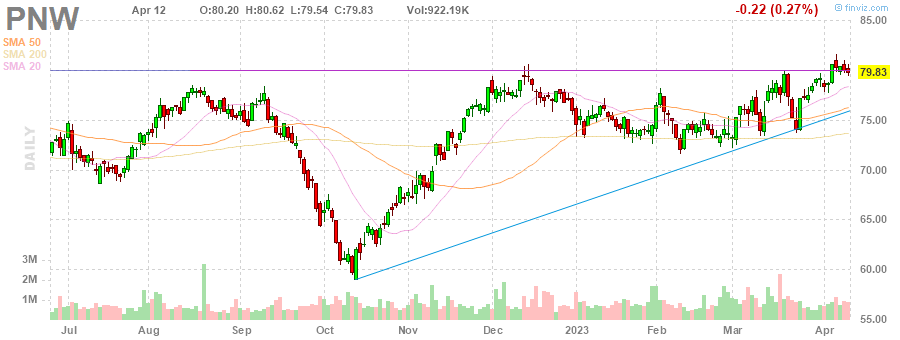 PNW
Apr 12 O:80.20 H:80.62 L:79.54 C:79.83 Vol:922.19K -0.22 (0.27%)
© finviz.com
SMA 50
SMA 200
SMA 20
DAILY
85.00
79.83
75.00
70.00
65.00
60.00
55.00
3M
2M
1M
Jul Aug Sep Oct Nov Dec 2023 Feb Mar Apr